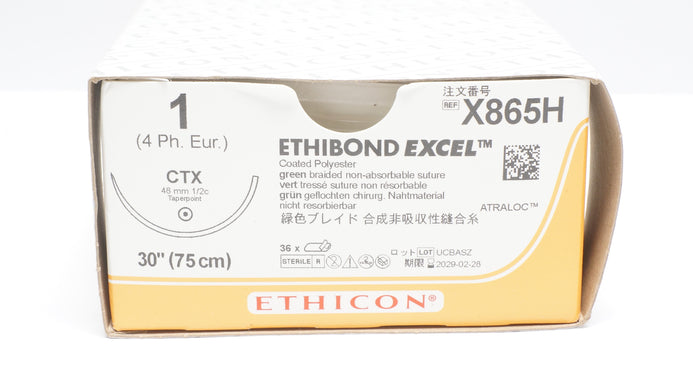 1
(4 Ph. Eur.)
CTX
48 mm 1/2c
Taperpoint
30" (75 cm)
注文番号
REF X865H
ETHIBOND EXCEL™
Coated Polyester
green braided non-absorbable suture
vert tressé suture non résorbable
grün geflochten chirurg. Nahtmaterial
nicht resorbierbar
緑色ブレイド 合成非吸収性縫合糸
ATRALOC™
36 x
STERILE R
ロット LOT UCBASZ
期限 2029-02-28
ETHICON®